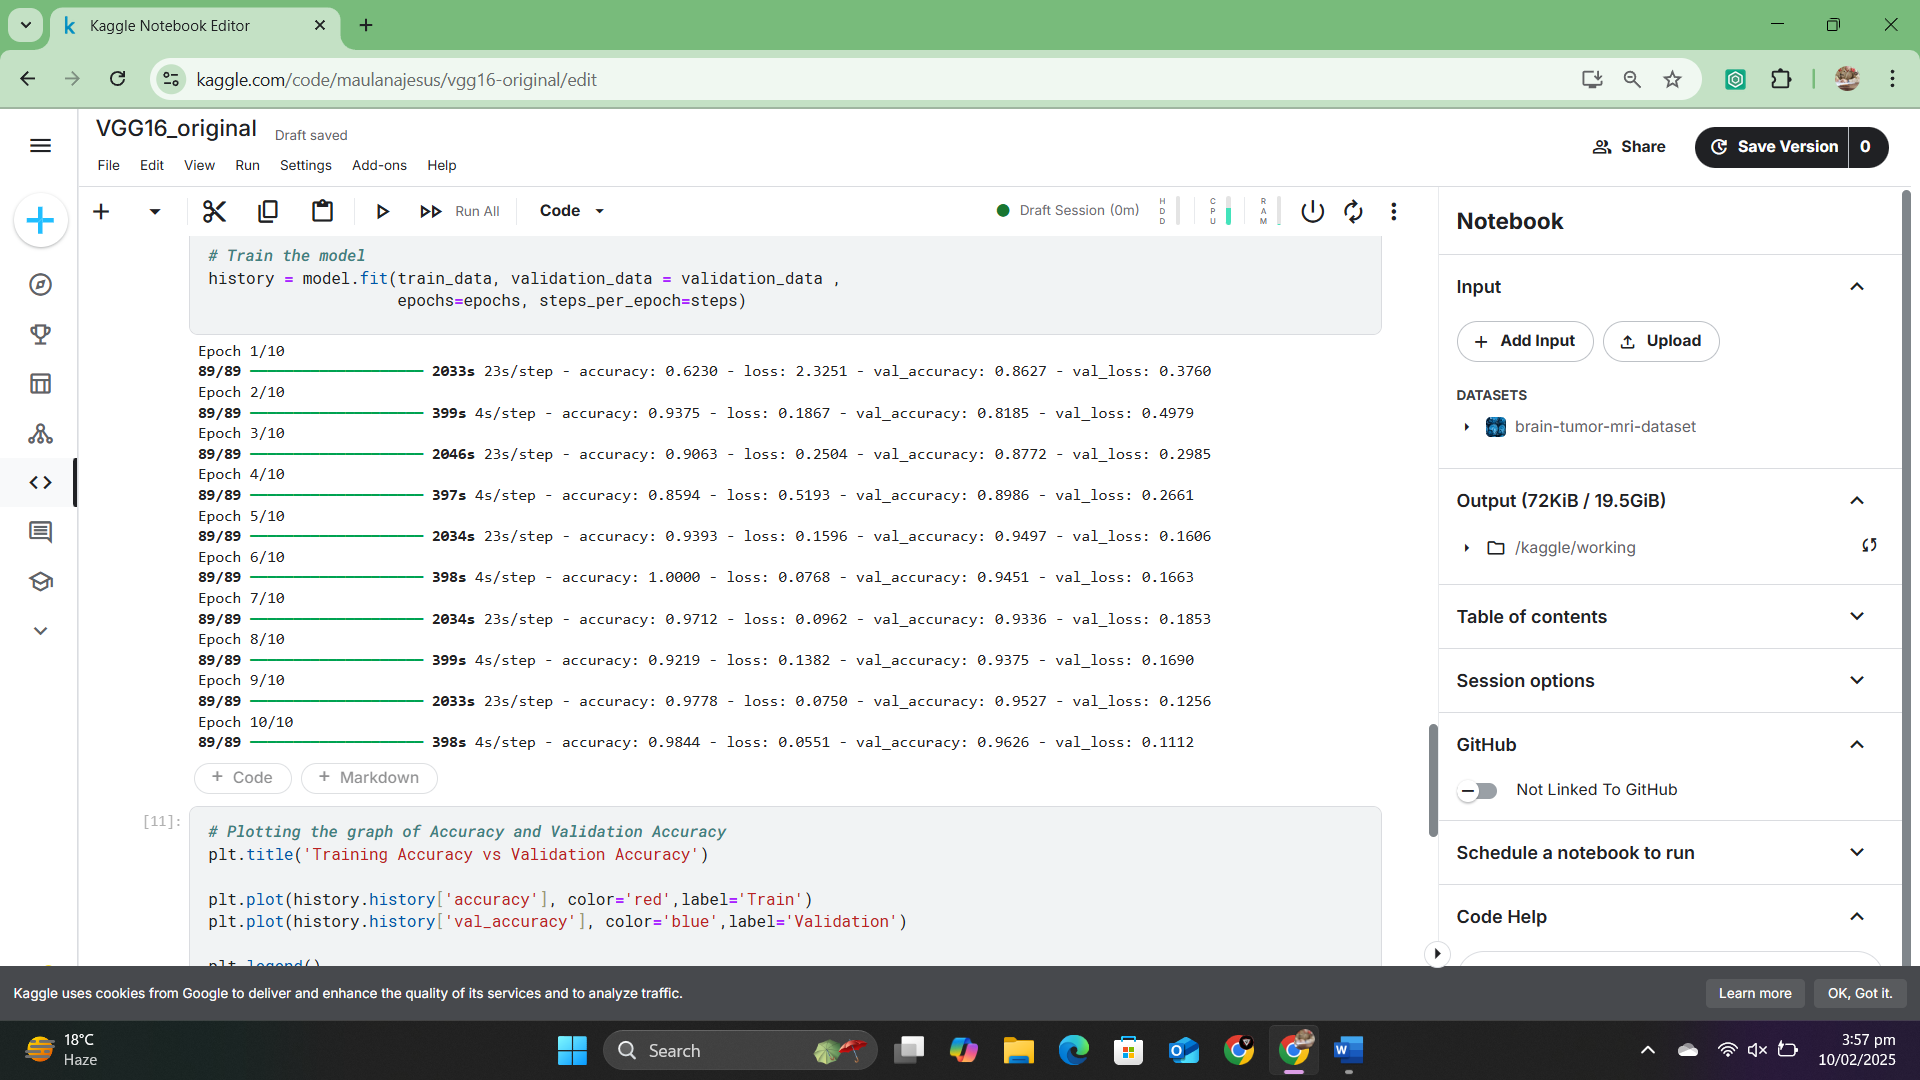 Kaggle Notebook Editor
kaggle.com/code/maulanajesus/vgg16-original/edit
VGG16_original Draft saved
File Edit View Run Settings Add-ons Help
Share
Save Version 0
Run All
Code
Draft Session (0m)
HDD
CPU
RAM
# Train the model
history = model.fit(train_data, validation_data = validation_data ,
epochs=epochs, steps_per_epoch=steps)
Epoch 1/10
89/89 2033s 23s/step - accuracy: 0.6230 - loss: 2.3251 - val_accuracy: 0.8627 - val_loss: 0.3760
Epoch 2/10
89/89 399s 4s/step - accuracy: 0.9375 - loss: 0.1867 - val_accuracy: 0.8185 - val_loss: 0.4979
Epoch 3/10
89/89 2046s 23s/step - accuracy: 0.9063 - loss: 0.2504 - val_accuracy: 0.8772 - val_loss: 0.2985
Epoch 4/10
89/89 397s 4s/step - accuracy: 0.8594 - loss: 0.5193 - val_accuracy: 0.8986 - val_loss: 0.2661
Epoch 5/10
89/89 2034s 23s/step - accuracy: 0.9393 - loss: 0.1596 - val_accuracy: 0.9497 - val_loss: 0.1606
Epoch 6/10
89/89 398s 4s/step - accuracy: 1.0000 - loss: 0.0768 - val_accuracy: 0.9451 - val_loss: 0.1663
Epoch 7/10
89/89 2034s 23s/step - accuracy: 0.9712 - loss: 0.0962 - val_accuracy: 0.9336 - val_loss: 0.1853
Epoch 8/10
89/89 399s 4s/step - accuracy: 0.9219 - loss: 0.1382 - val_accuracy: 0.9375 - val_loss: 0.1690
Epoch 9/10
89/89 2033s 23s/step - accuracy: 0.9778 - loss: 0.0750 - val_accuracy: 0.9527 - val_loss: 0.1256
Epoch 10/10
89/89 398s 4s/step - accuracy: 0.9844 - loss: 0.0551 - val_accuracy: 0.9626 - val_loss: 0.1112
+ Code + Markdown
[11]:
# Plotting the graph of Accuracy and Validation Accuracy
plt.title('Training Accuracy vs Validation Accuracy')
plt.plot(history.history['accuracy'], color='red',label='Train')
plt.plot(history.history['val_accuracy'], color='blue',label='Validation')
plt.legend()
Notebook
Input
+ Add Input
Upload
DATASETS
brain-tumor-mri-dataset
Output (72KiB / 19.5GiB)
/kaggle/working
Table of contents
Session options
GitHub
Not Linked To GitHub
Schedule a notebook to run
Code Help
Kaggle uses cookies from Google to deliver and enhance the quality of its services and to analyze traffic.
Learn more
OK, Got it.
18°C
Haze
Search
3:57 pm
10/02/2025